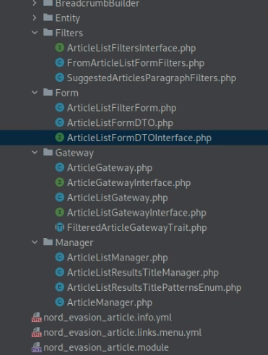 BreadcrumbBuilder
Entity
Filters
ArticleListFiltersInterface.php
FromArticleListFormFilters.php
SuggestedArticlesParagraphFilters.php
Form
ArticleListFilterForm.php
ArticleListFormDTO.php
ArticleListFormDTOInterface.php
Gateway
ArticleGateway.php
ArticleGatewayInterface.php
ArticleListGateway.php
ArticleListGatewayInterface.php
FilteredArticleGatewayTrait.php
Manager
ArticleListManager.php
ArticleListResultsTitleManager.php
ArticleListResultsTitlePatternsEnum.php
ArticleManager.php
nord_evasion_article.info.yml
nord_evasion_article.links.menu.yml
nord_evasion_article.module